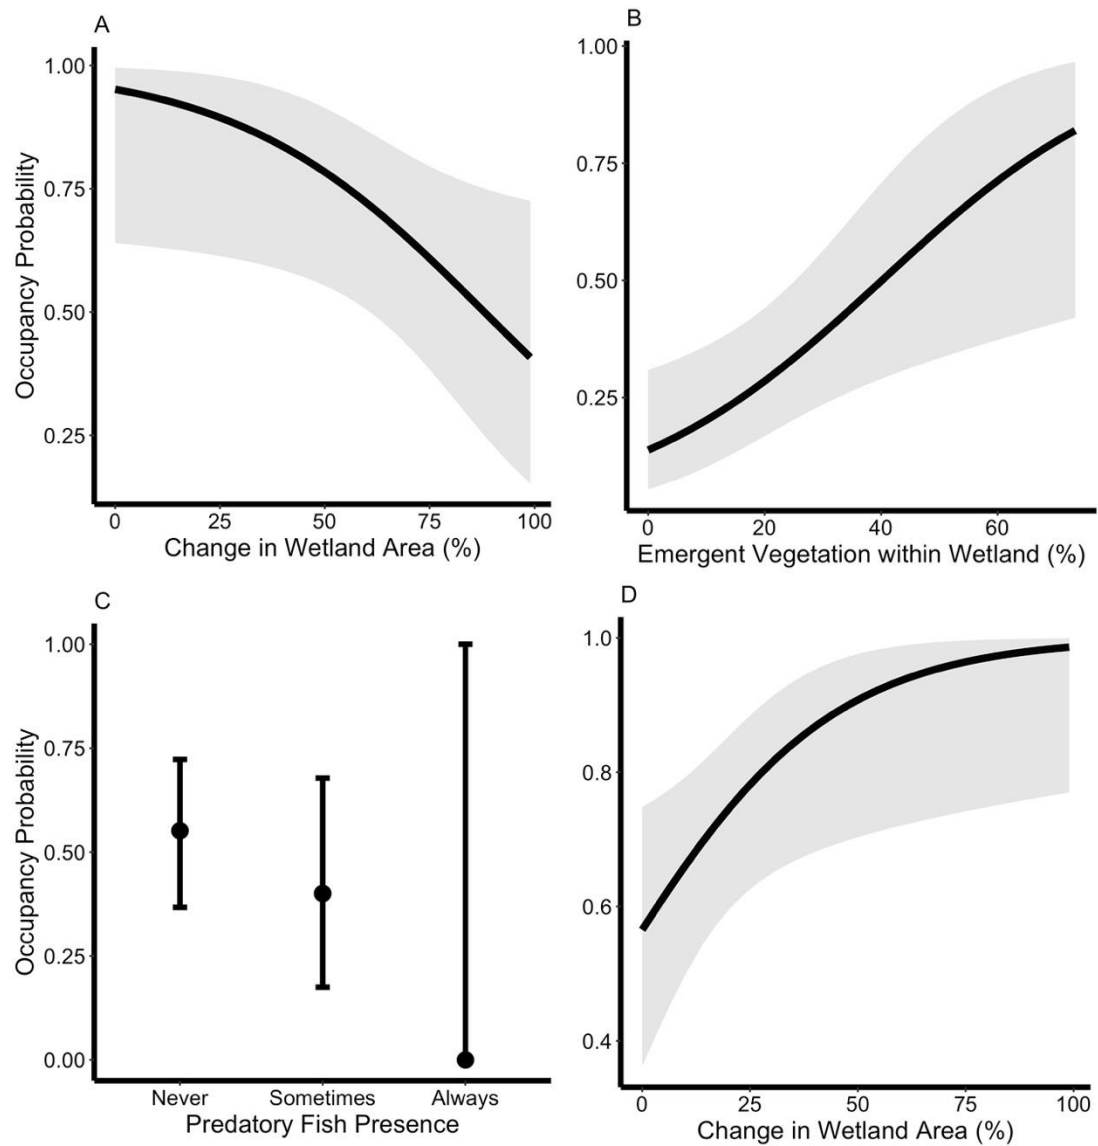 A
1.00
0.75
0.50
0.25
Occupancy Probability
0 25 50 75 100
Change in Wetland Area (%)
B
1.00
0.75
0.50
0.25
0 20 40 60
Emergent Vegetation within Wetland (%)
C
1.00
0.75
0.50
0.25
0.00
Occupancy Probability
Never Sometimes Always
Predatory Fish Presence
D
1.0
0.8
0.6
0.4
0 25 50 75 100
Change in Wetland Area (%)